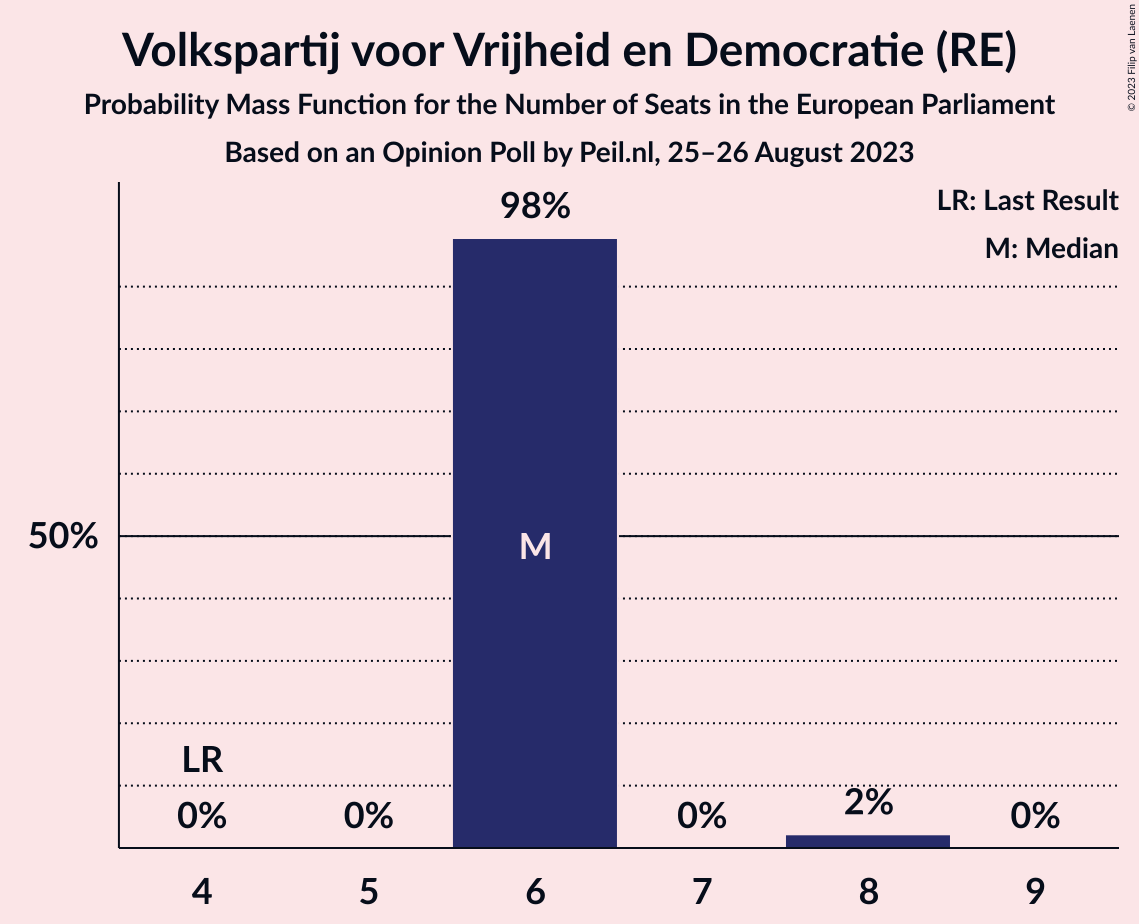 Volkspartij voor Vrijheid en Democratie (RE)
Probability Mass Function for the Number of Seats in the European Parliament
Based on an Opinion Poll by Peil.nl, 25–26 August 2023
© 2023 Filip van Laenen
LR: Last Result
M: Median
98%
50%
M
LR
0%
0%
0%
2%
0%
4
5
6
7
8
9